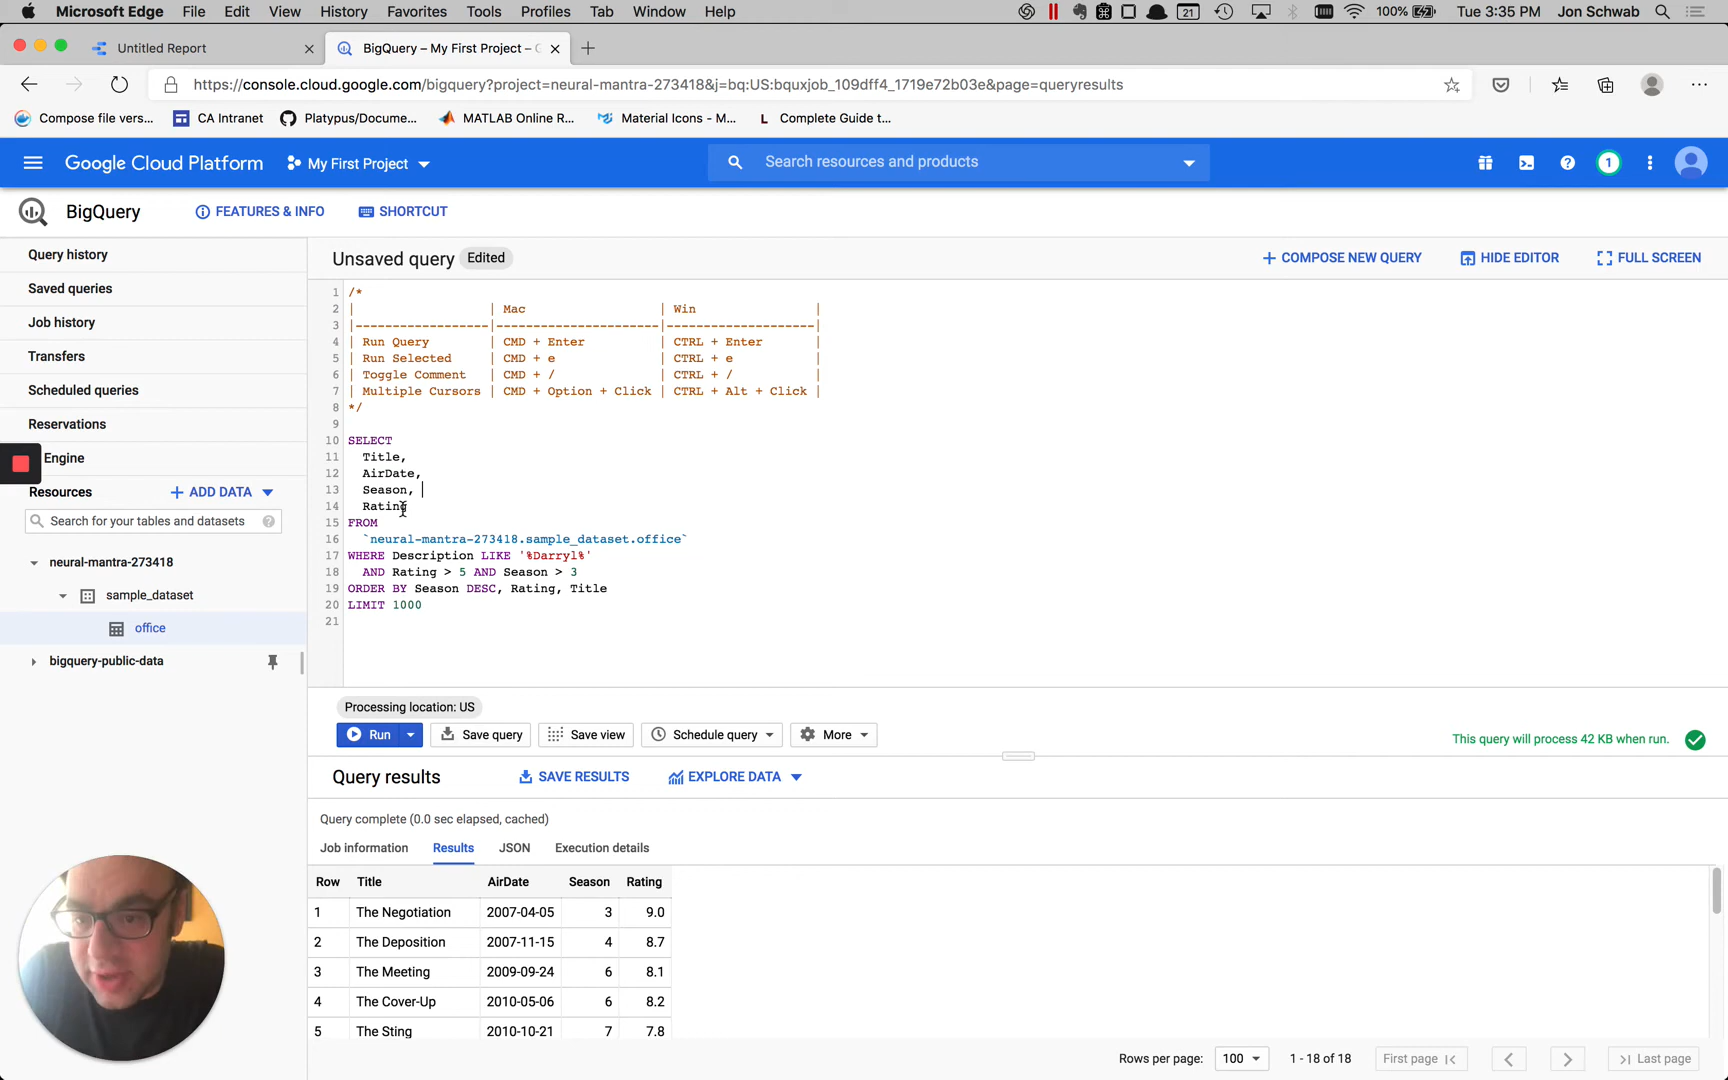 Microsoft Edge File Edit View History Favorites Tools Profiles Tab Window Help 21 100% Tue 3:35 PM Jon Schwab
Untitled Report BigQuery – My First Project –
https://console.cloud.google.com/bigquery?project=neural-mantra-273418&j=bq:US:bquxjob_109dff4_1719e72b03e&page=queryresults
Compose file vers... CA Intranet Platypus/Docume... MATLAB Online R... Material Icons - M... L Complete Guide t...
Google Cloud Platform My First Project Search resources and products 1
BigQuery FEATURES & INFO SHORTCUT
Query history
Saved queries
Job history
Transfers
Scheduled queries
Reservations
Engine
Resources + ADD DATA
Search for your tables and datasets
neural-mantra-273418
sample_dataset
office
bigquery-public-data
Unsaved query Edited + COMPOSE NEW QUERY HIDE EDITOR FULL SCREEN
1 /*
2 | | Mac | Win |
3 |------------------|----------------------|--------------------|
4 | Run Query | CMD + Enter | CTRL + Enter |
5 | Run Selected | CMD + e | CTRL + e |
6 | Toggle Comment | CMD + / | CTRL + / |
7 | Multiple Cursors | CMD + Option + Click | CTRL + Alt + Click |
8 */
9
10 SELECT
11 Title,
12 AirDate,
13 Season,
14 Rating
15 FROM
16 `neural-mantra-273418.sample_dataset.office`
17 WHERE Description LIKE '%Darryl%'
18 AND Rating > 5 AND Season > 3
19 ORDER BY Season DESC, Rating, Title
20 LIMIT 1000
21
Processing location: US
Run Save query Save view Schedule query More This query will process 42 KB when run.
Query results SAVE RESULTS EXPLORE DATA
Query complete (0.0 sec elapsed, cached)
Job information Results JSON Execution details
Row Title AirDate Season Rating
1 The Negotiation 2007-04-05 3 9.0
2 The Deposition 2007-11-15 4 8.7
3 The Meeting 2009-09-24 6 8.1
4 The Cover-Up 2010-05-06 6 8.2
5 The Sting 2010-10-21 7 7.8
Rows per page: 100 1 - 18 of 18 First page Last page